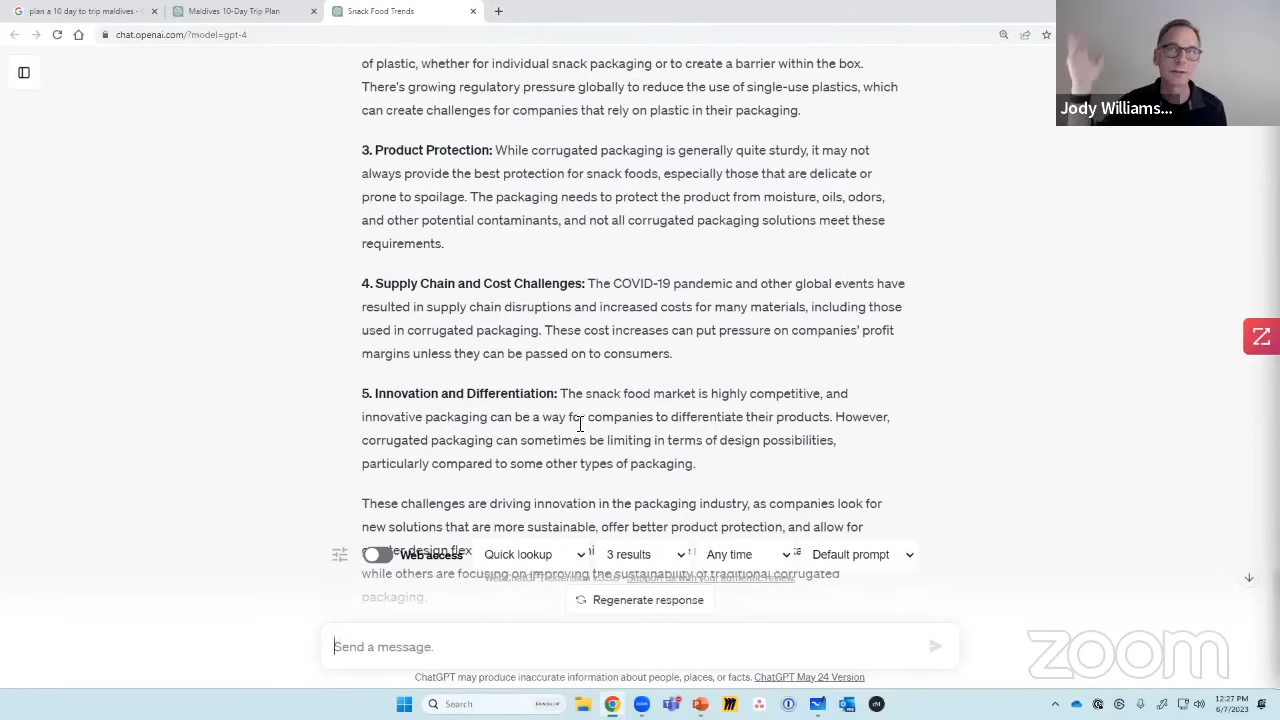 plan a 10 day trip to maldives - G
Maldives 10-Day Trip Plan
Snack Food Trends
chat.openai.com/?model=gpt-4
Jody Williams...
of plastic, whether for individual snack packaging or to create a barrier within the box.
There's growing regulatory pressure globally to reduce the use of single-use plastics, which
can create challenges for companies that rely on plastic in their packaging.
3. Product Protection: While corrugated packaging is generally quite sturdy, it may not
always provide the best protection for snack foods, especially those that are delicate or
prone to spoilage. The packaging needs to protect the product from moisture, oils, odors,
and other potential contaminants, and not all corrugated packaging solutions meet these
requirements.
4. Supply Chain and Cost Challenges: The COVID-19 pandemic and other global events have
resulted in supply chain disruptions and increased costs for many materials, including those
used in corrugated packaging. These cost increases can put pressure on companies' profit
margins unless they can be passed on to consumers.
5. Innovation and Differentiation: The snack food market is highly competitive, and
innovative packaging can be a way for companies to differentiate their products. However,
corrugated packaging can sometimes be limiting in terms of design possibilities,
particularly compared to some other types of packaging.
These challenges are driving innovation in the packaging industry, as companies look for
new solutions that are more sustainable, offer better product protection, and allow for
design flex
Web access Quick lookup 3 results Any time Default prompt
while others are focusing on improving the sustainability of traditional corrugated
Support us with your authentic review.
packaging.
Regenerate response
Send a message.
ChatGPT may produce inaccurate information about people, places, or facts. ChatGPT May 24 Version
zoom
Search
12:27 PM
6/7/2023